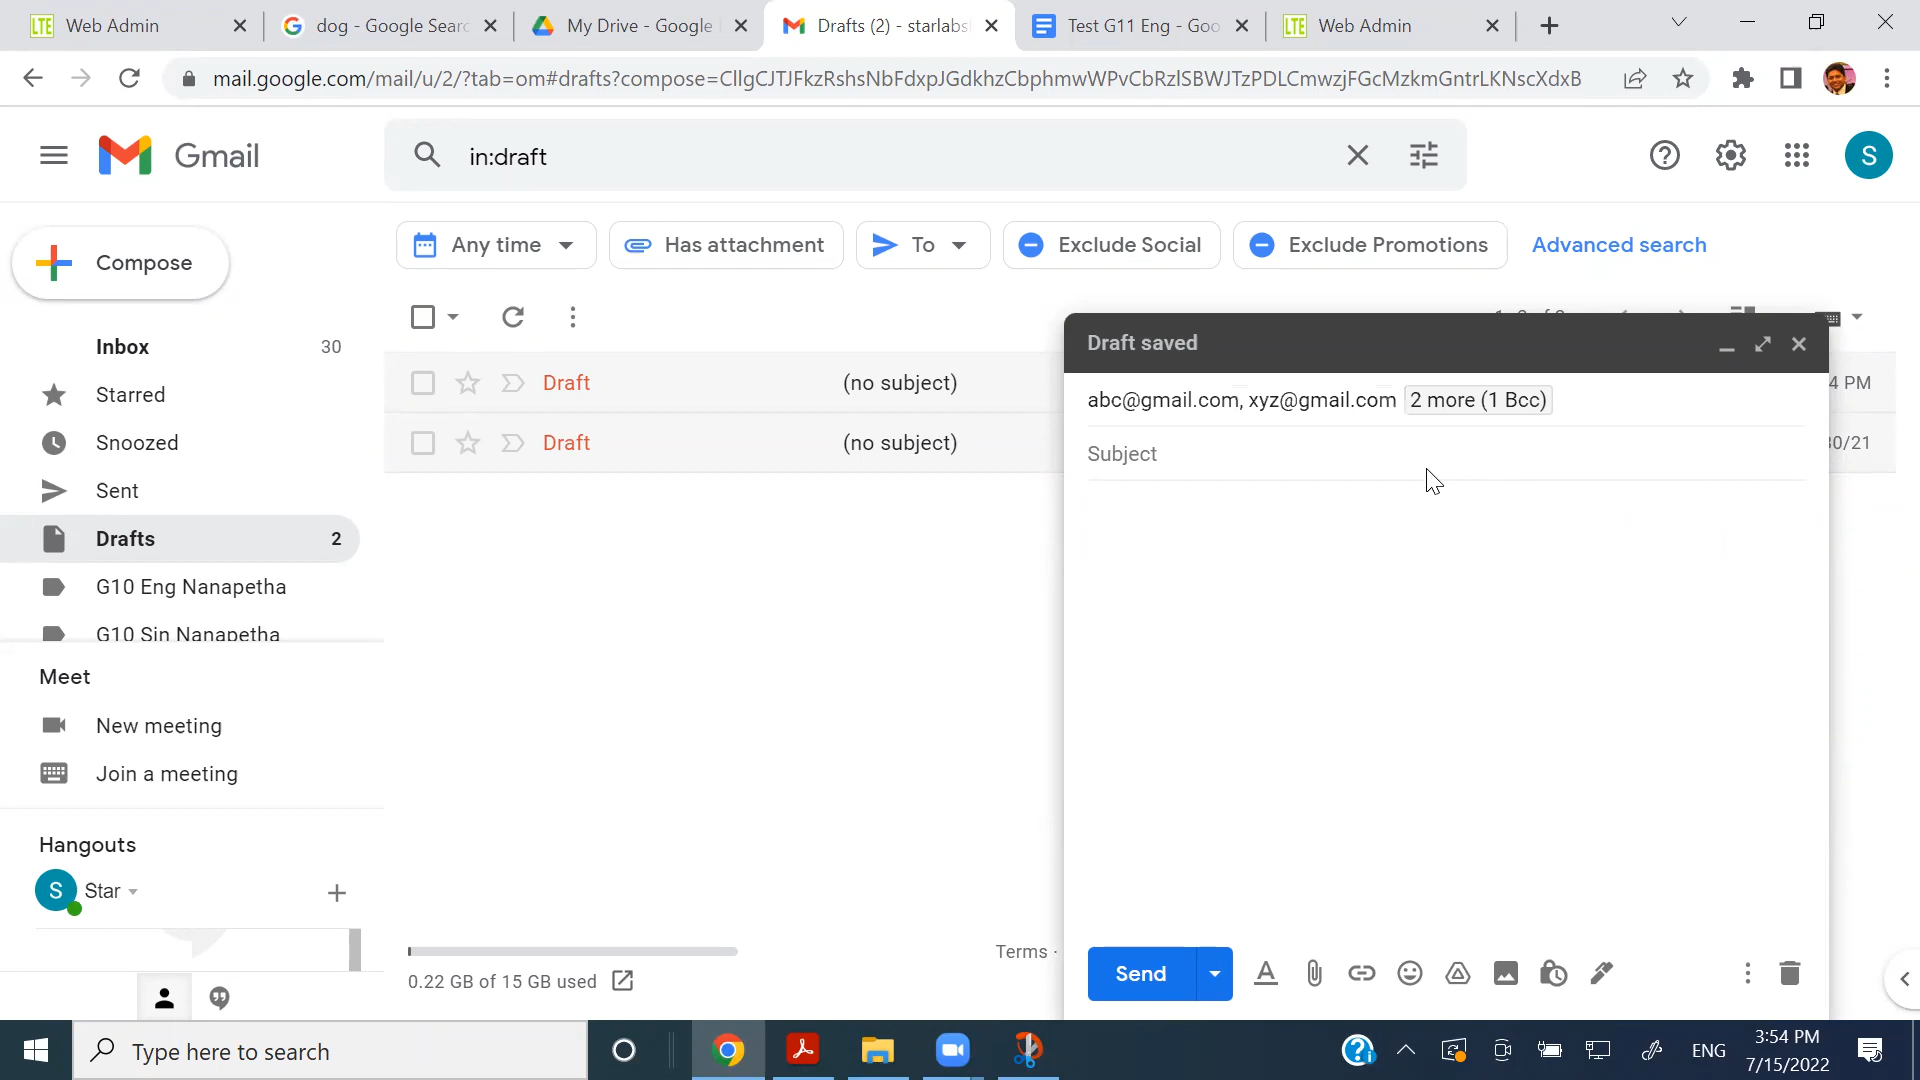 Web Admin
dog - Google Searc
My Drive - Google
Drafts (2) - starlabs
Test G11 Eng - Goo
Web Admin
mail.google.com/mail/u/2/?tab=om#drafts?compose=CllgCJTJFkzRshsNbFdxpJGdkhzCbphmwWPvCbRzlSBWJTzPDLCmwzjFGcMzkmGntrLKNscXdxB
Gmail
in:draft
S
Compose
Any time
Has attachment
To
Exclude Social
Exclude Promotions
Advanced search
Inbox 30
Starred
Snoozed
Sent
Drafts 2
G10 Eng Nanapetha
G10 Sin Nanapetha
Draft (no subject) 4 PM
Draft (no subject) 30/21
Draft saved
abc@gmail.com, xyz@gmail.com 2 more (1 Bcc)
Subject
Meet
New meeting
Join a meeting
Hangouts
S Star
0.22 GB of 15 GB used
Terms ·
Send
Type here to search
ENG
3:54 PM
7/15/2022